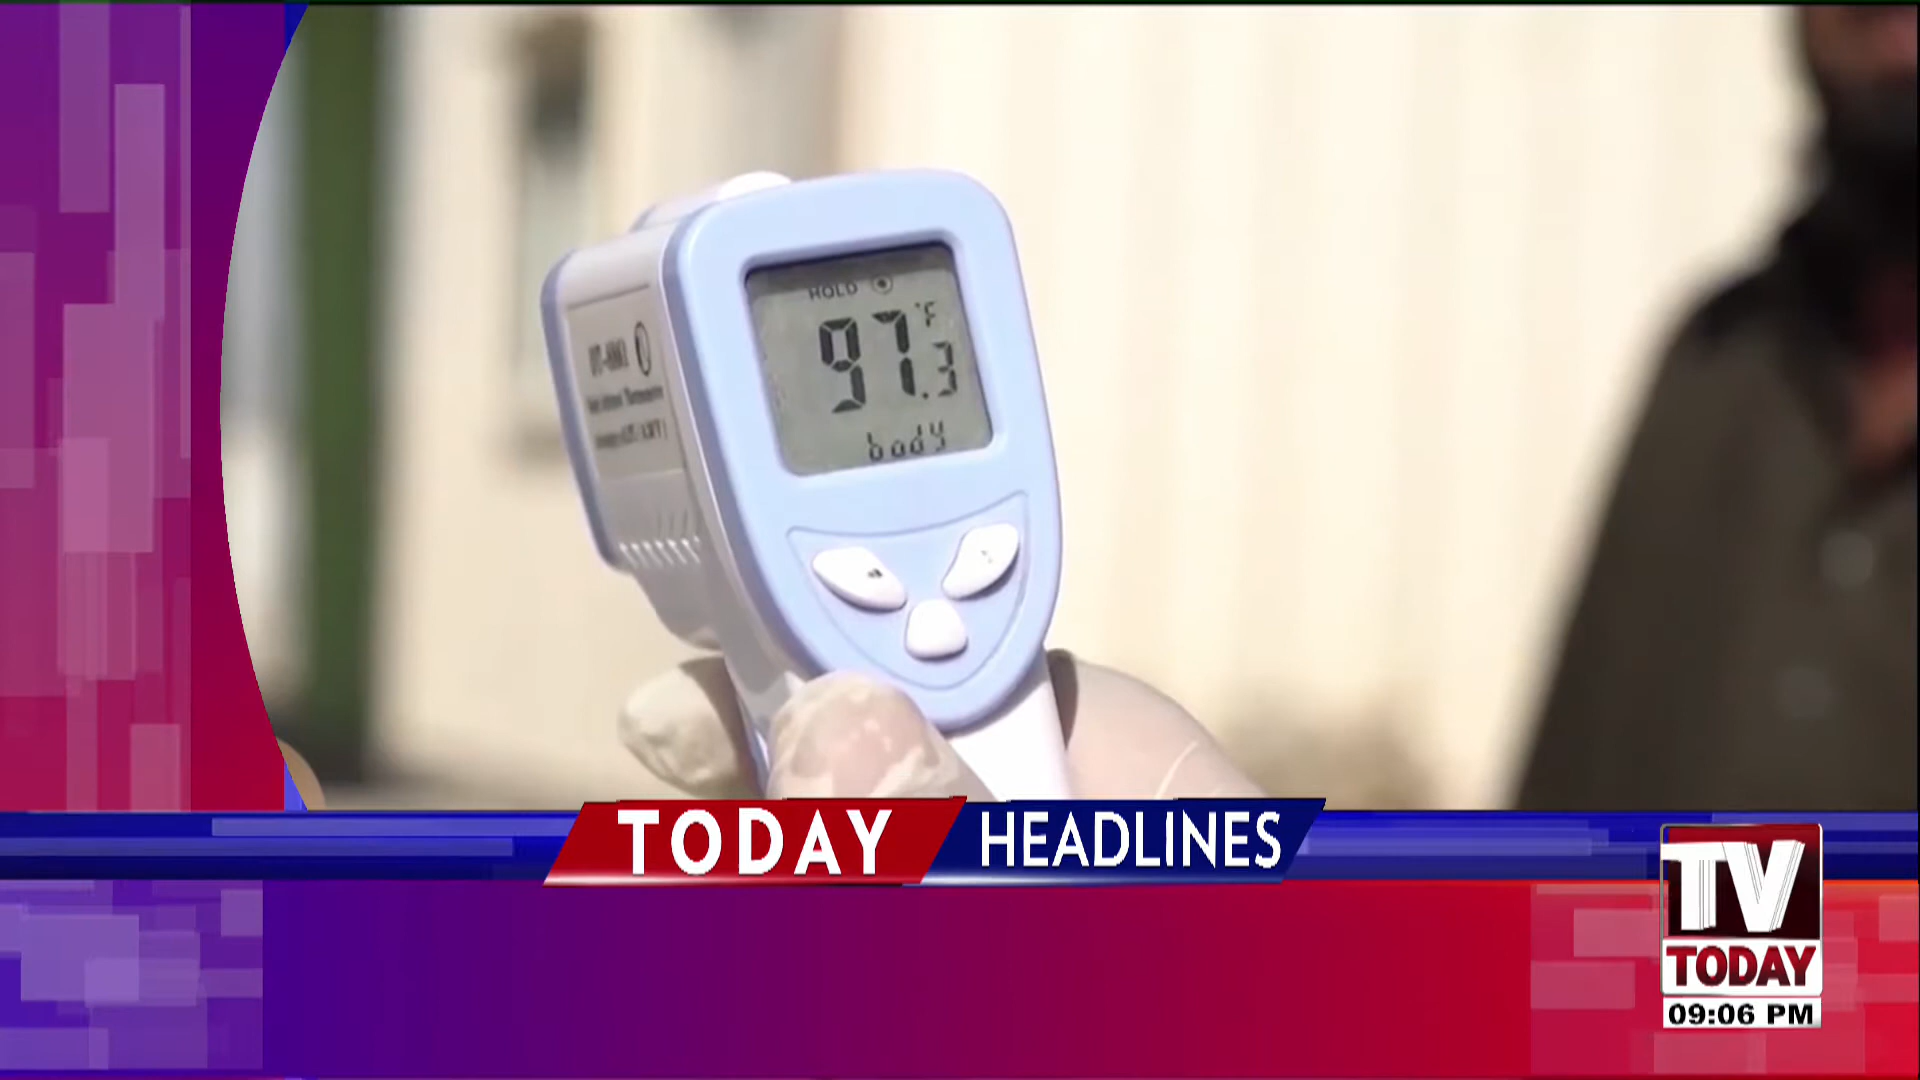 HOLD
97.3 °F
body
TODAY HEADLINES
TV
TODAY
09:06 PM